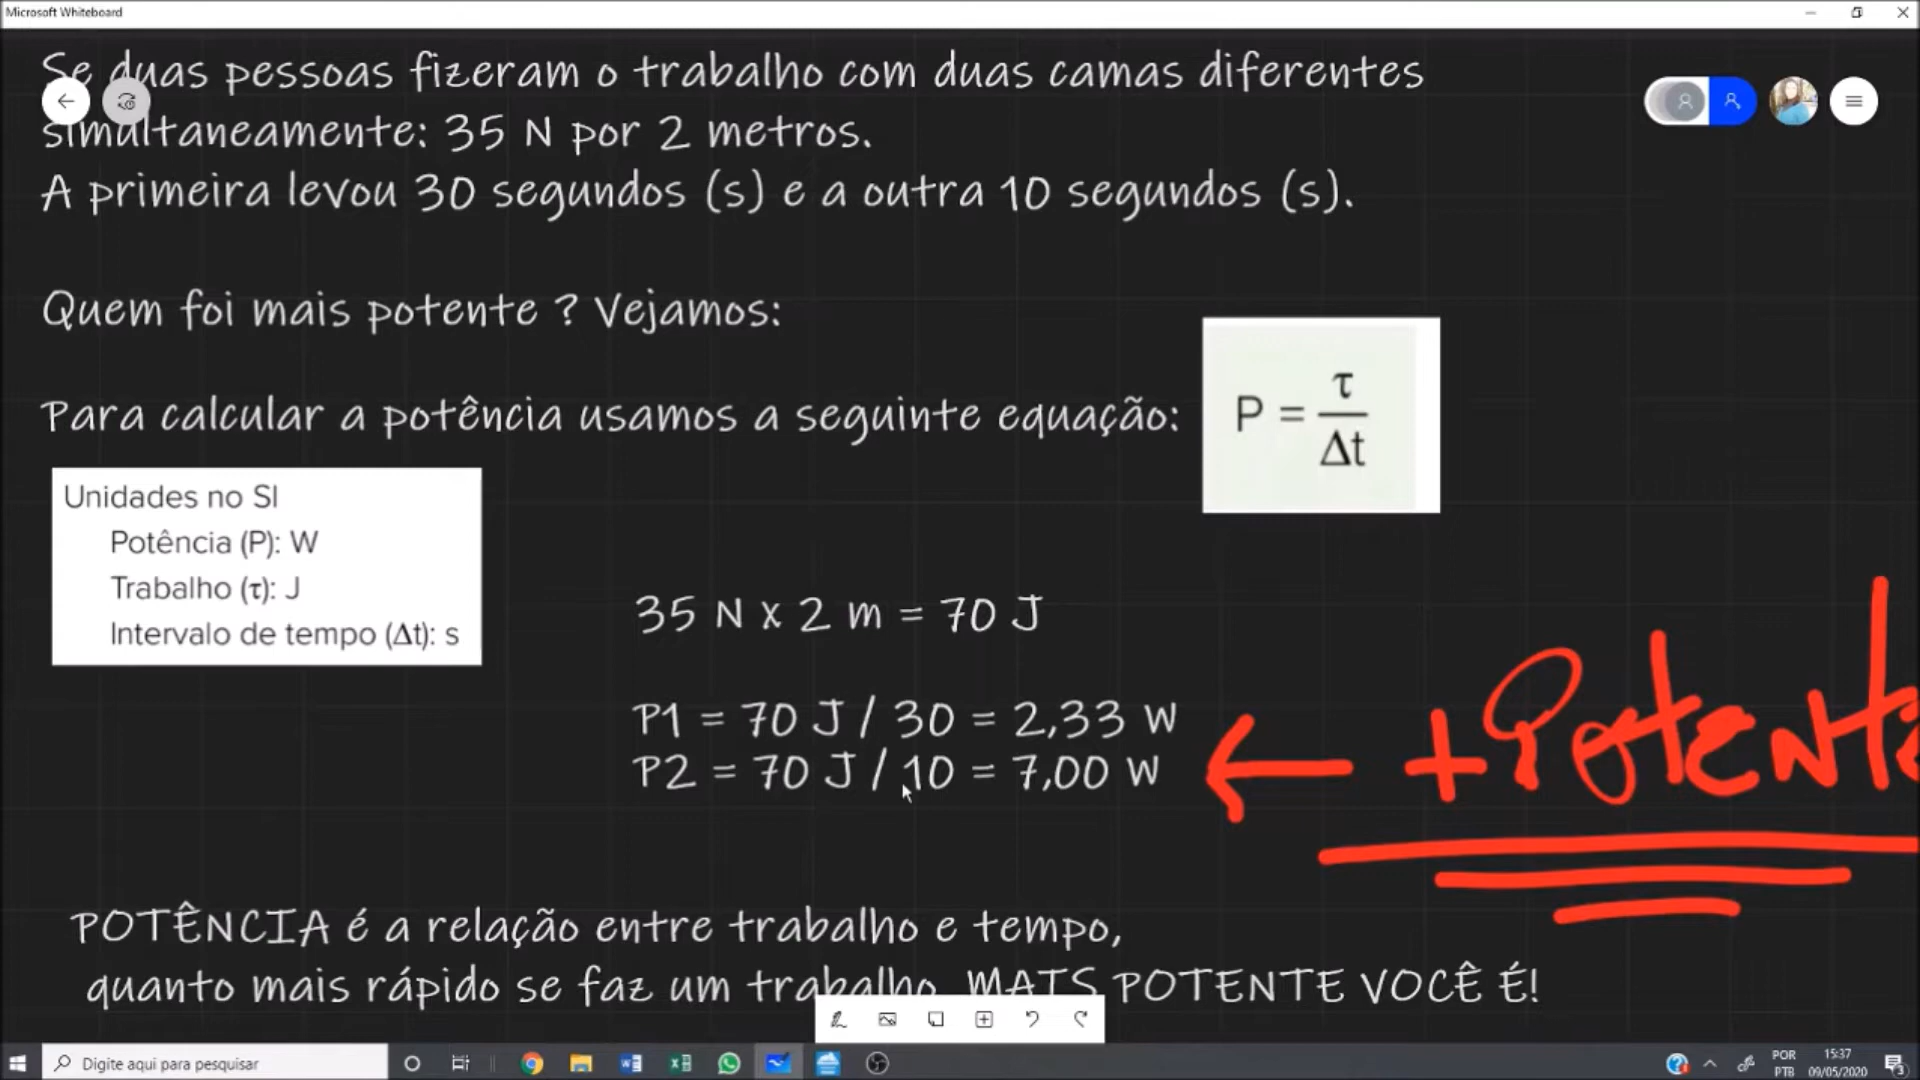 Microsoft Whiteboard
Se duas pessoas fizeram o trabalho com duas camas diferentes
simultaneamente: 35 N por 2 metros.
A primeira levou 30 segundos (s) e a outra 10 segundos (s).
Quem foi mais potente ? Vejamos:
Para calcular a potência usamos a seguinte equação:
P = τ / Δt
Unidades no SI
Potência (P): W
Trabalho (τ): J
Intervalo de tempo (Δt): s
35 N x 2 m = 70 J
P1 = 70 J / 30 = 2,33 W
P2 = 70 J / 10 = 7,00 W
+ Potente
POTÊNCIA é a relação entre trabalho e tempo,
quanto mais rápido se faz um trabalho, MAIS POTENTE VOCÊ É!
Digite aqui para pesquisar
POR
PTB
15:37
09/05/2020
3